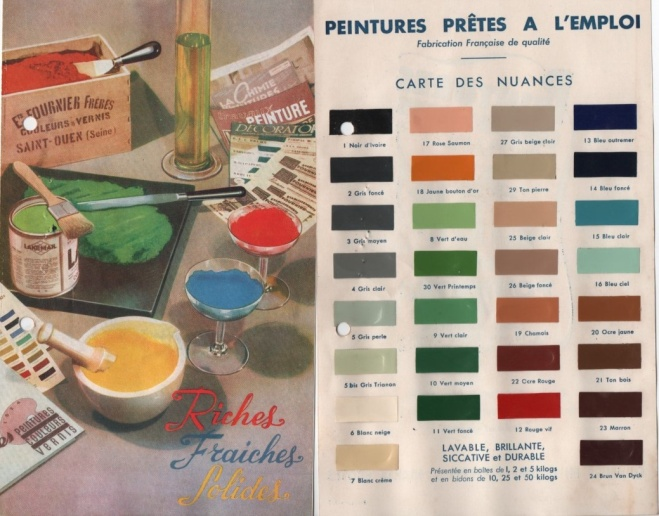 Ets FOURNIER FRÈRES
COULEURS & VERNIS
SAINT-OUEN (Seine)
LA CHIMIE
PEINTURES
PEINTURE
DECORATION
PEINTURES
COULEURS
VERNIS
Riches
Fraiches
Solides.
PEINTURES PRÊTES A L'EMPLOI
Fabrication Française de qualité
CARTE DES NUANCES
1 Noir d'ivoire
17 Rose Saumon
27 Gris beige clair
13 Bleu outremer
2 Gris foncé
18 Jaune bouton d'or
29 Ton pierre
14 Bleu foncé
3 Gris moyen
8 Vert d'eau
25 Beige clair
15 Bleu clair
4 Gris clair
30 Vert Printemps
26 Beige foncé
16 Bleu ciel
5 Gris perle
9 Vert clair
19 Chamois
20 Ocre jaune
5 bis Gris Trianon
10 Vert moyen
22 Ocre Rouge
21 Ton bois
6 Blanc neige
11 Vert foncé
12 Rouge vif
23 Marron
7 Blanc crème
LAVABLE, BRILLANTE,
SICCATIVE et DURABLE
Présentée en boîtes de 1, 2 et 5 kilogs
et en bidons de 10, 25 et 50 kilogs
24 Brun Van Dyck